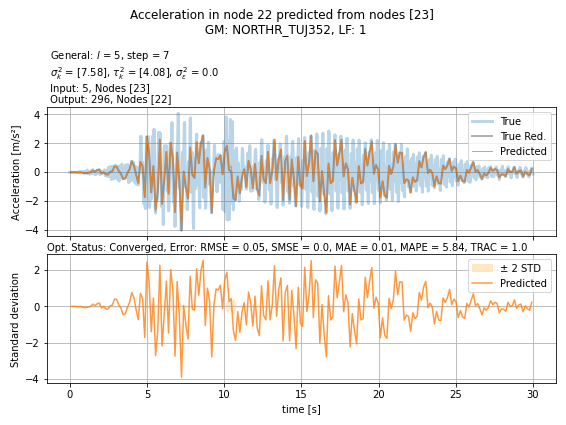 Acceleration in node 22 predicted from nodes [23]
GM: NORTHR_TUJ352, LF: 1
General: l = 5, step = 7
σ²ₖ = [7.58], τ²ₖ = [4.08], σ²ε = 0.0
Input: 5, Nodes [23]
Output: 296, Nodes [22]
4
2
0
−2
−4
Acceleration [m/s²]
True
True Red.
Predicted
Opt. Status: Converged, Error: RMSE = 0.05, SMSE = 0.0, MAE = 0.01, MAPE = 5.84, TRAC = 1.0
2
0
−2
−4
Standard deviation
± 2 STD
Predicted
0 5 10 15 20 25 30
time [s]